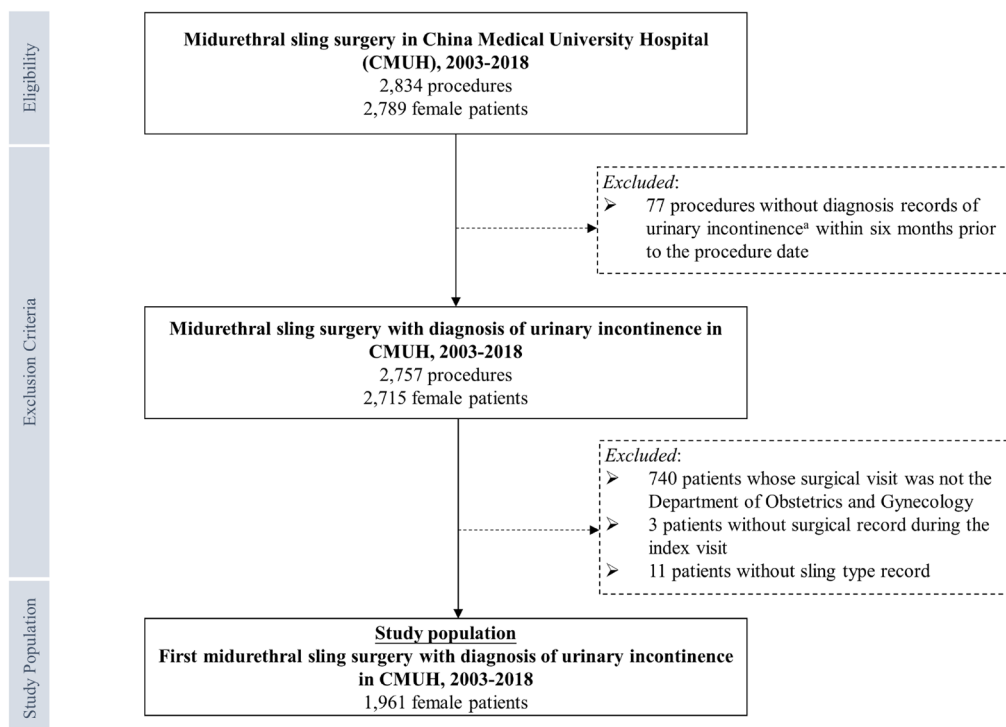 Eligibility
Midurethral sling surgery in China Medical University Hospital
(CMUH), 2003-2018
2,834 procedures
2,789 female patients
Exclusion Criteria
Excluded:
➢ 77 procedures without diagnosis records of
urinary incontinenceᵃ within six months prior
to the procedure date
Midurethral sling surgery with diagnosis of urinary incontinence in
CMUH, 2003-2018
2,757 procedures
2,715 female patients
Excluded:
➢ 740 patients whose surgical visit was not the
Department of Obstetrics and Gynecology
➢ 3 patients without surgical record during the
index visit
➢ 11 patients without sling type record
Study Population
Study population
First midurethral sling surgery with diagnosis of urinary incontinence
in CMUH, 2003-2018
1,961 female patients